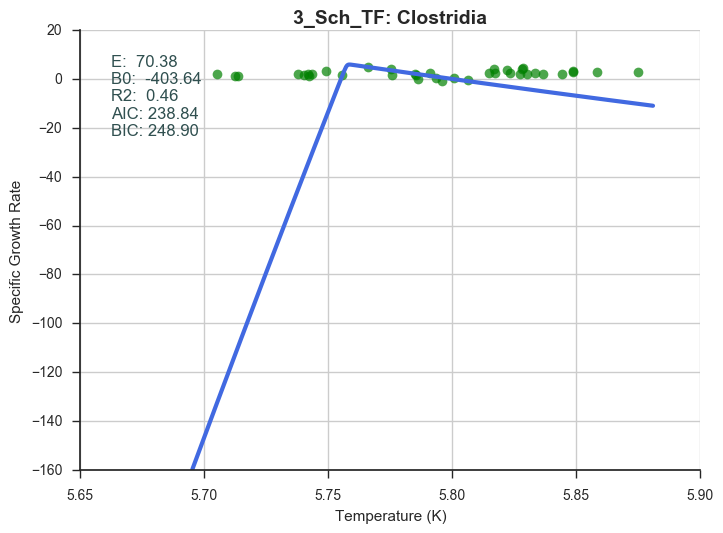 3_Sch_TF: Clostridia
20
0
−20
−40
−60
−80
−100
−120
−140
−160
Specific Growth Rate
E:  70.38
B0:  -403.64
R2:  0.46
AIC: 238.84
BIC: 248.90
5.65 5.70 5.75 5.80 5.85 5.90
Temperature (K)